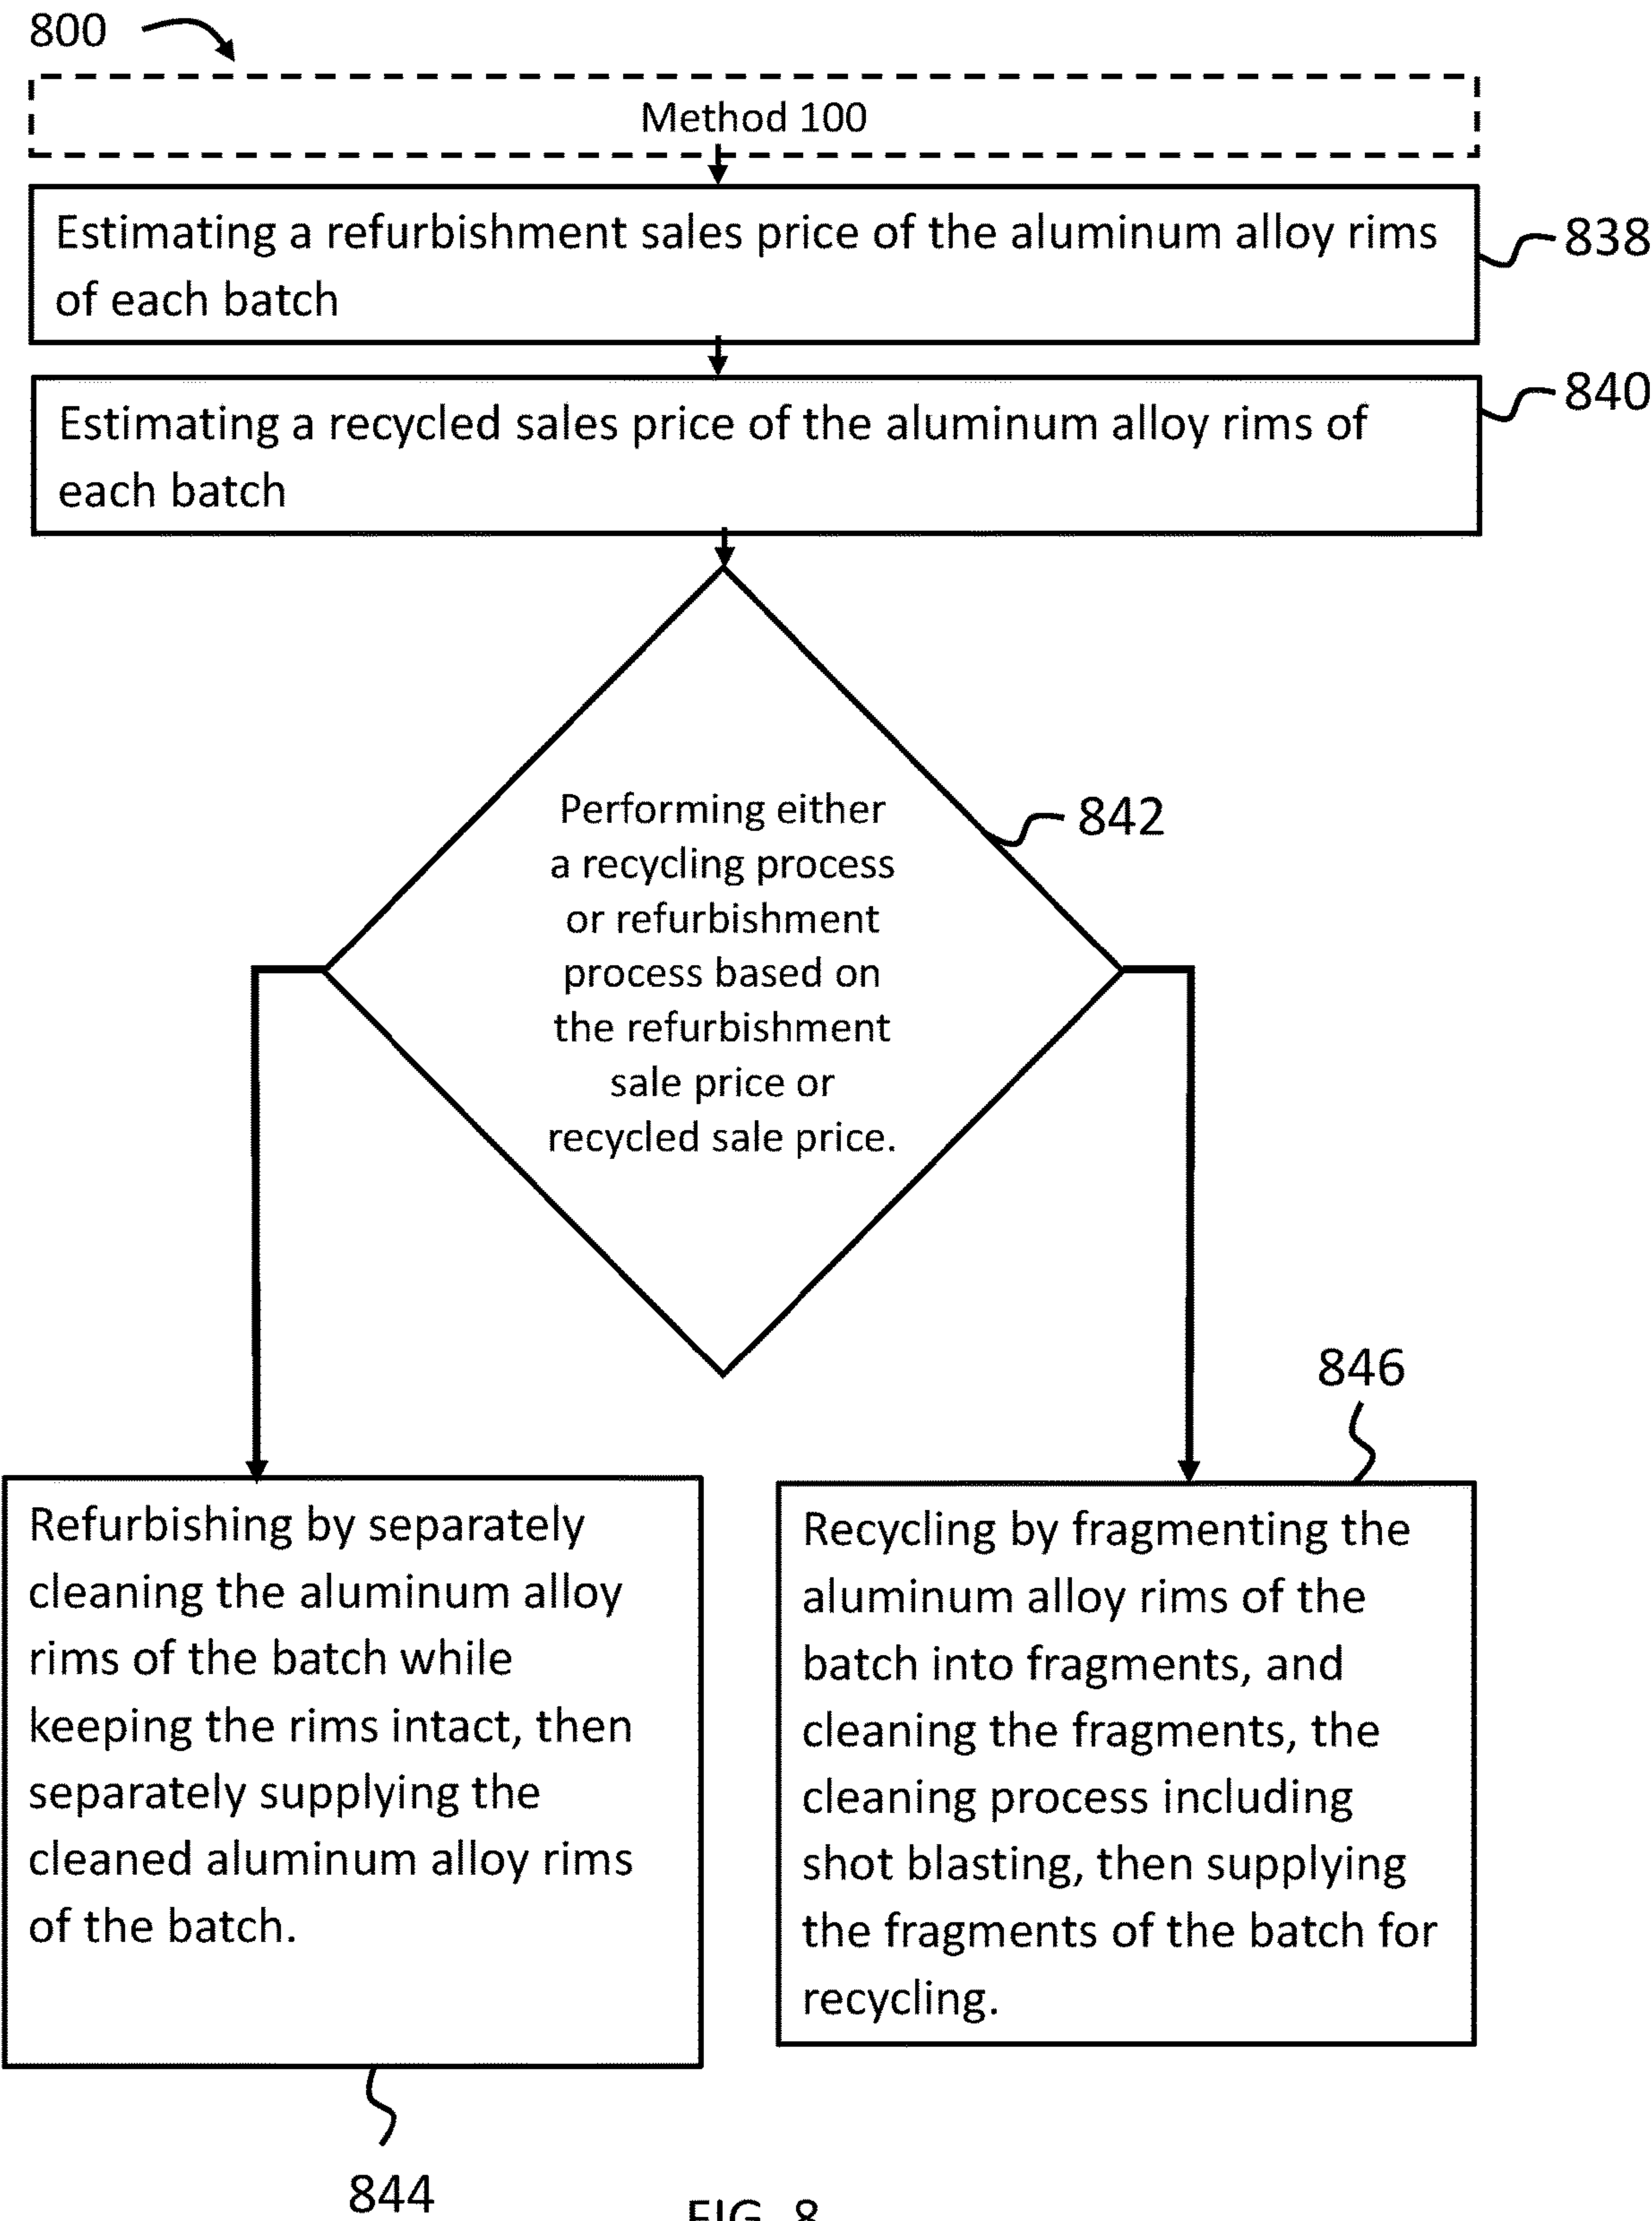 800
Method 100
Estimating a refurbishment sales price of the aluminum alloy rims
of each batch
838
Estimating a recycled sales price of the aluminum alloy rims of
each batch
840
Performing either
a recycling process
or refurbishment
process based on
the refurbishment
sale price or
recycled sale price.
842
Refurbishing by separately
cleaning the aluminum alloy
rims of the batch while
keeping the rims intact, then
separately supplying the
cleaned aluminum alloy rims
of the batch.
844
846
Recycling by fragmenting the
aluminum alloy rims of the
batch into fragments, and
cleaning the fragments, the
cleaning process including
shot blasting, then supplying
the fragments of the batch for
recycling.
FIG. 8